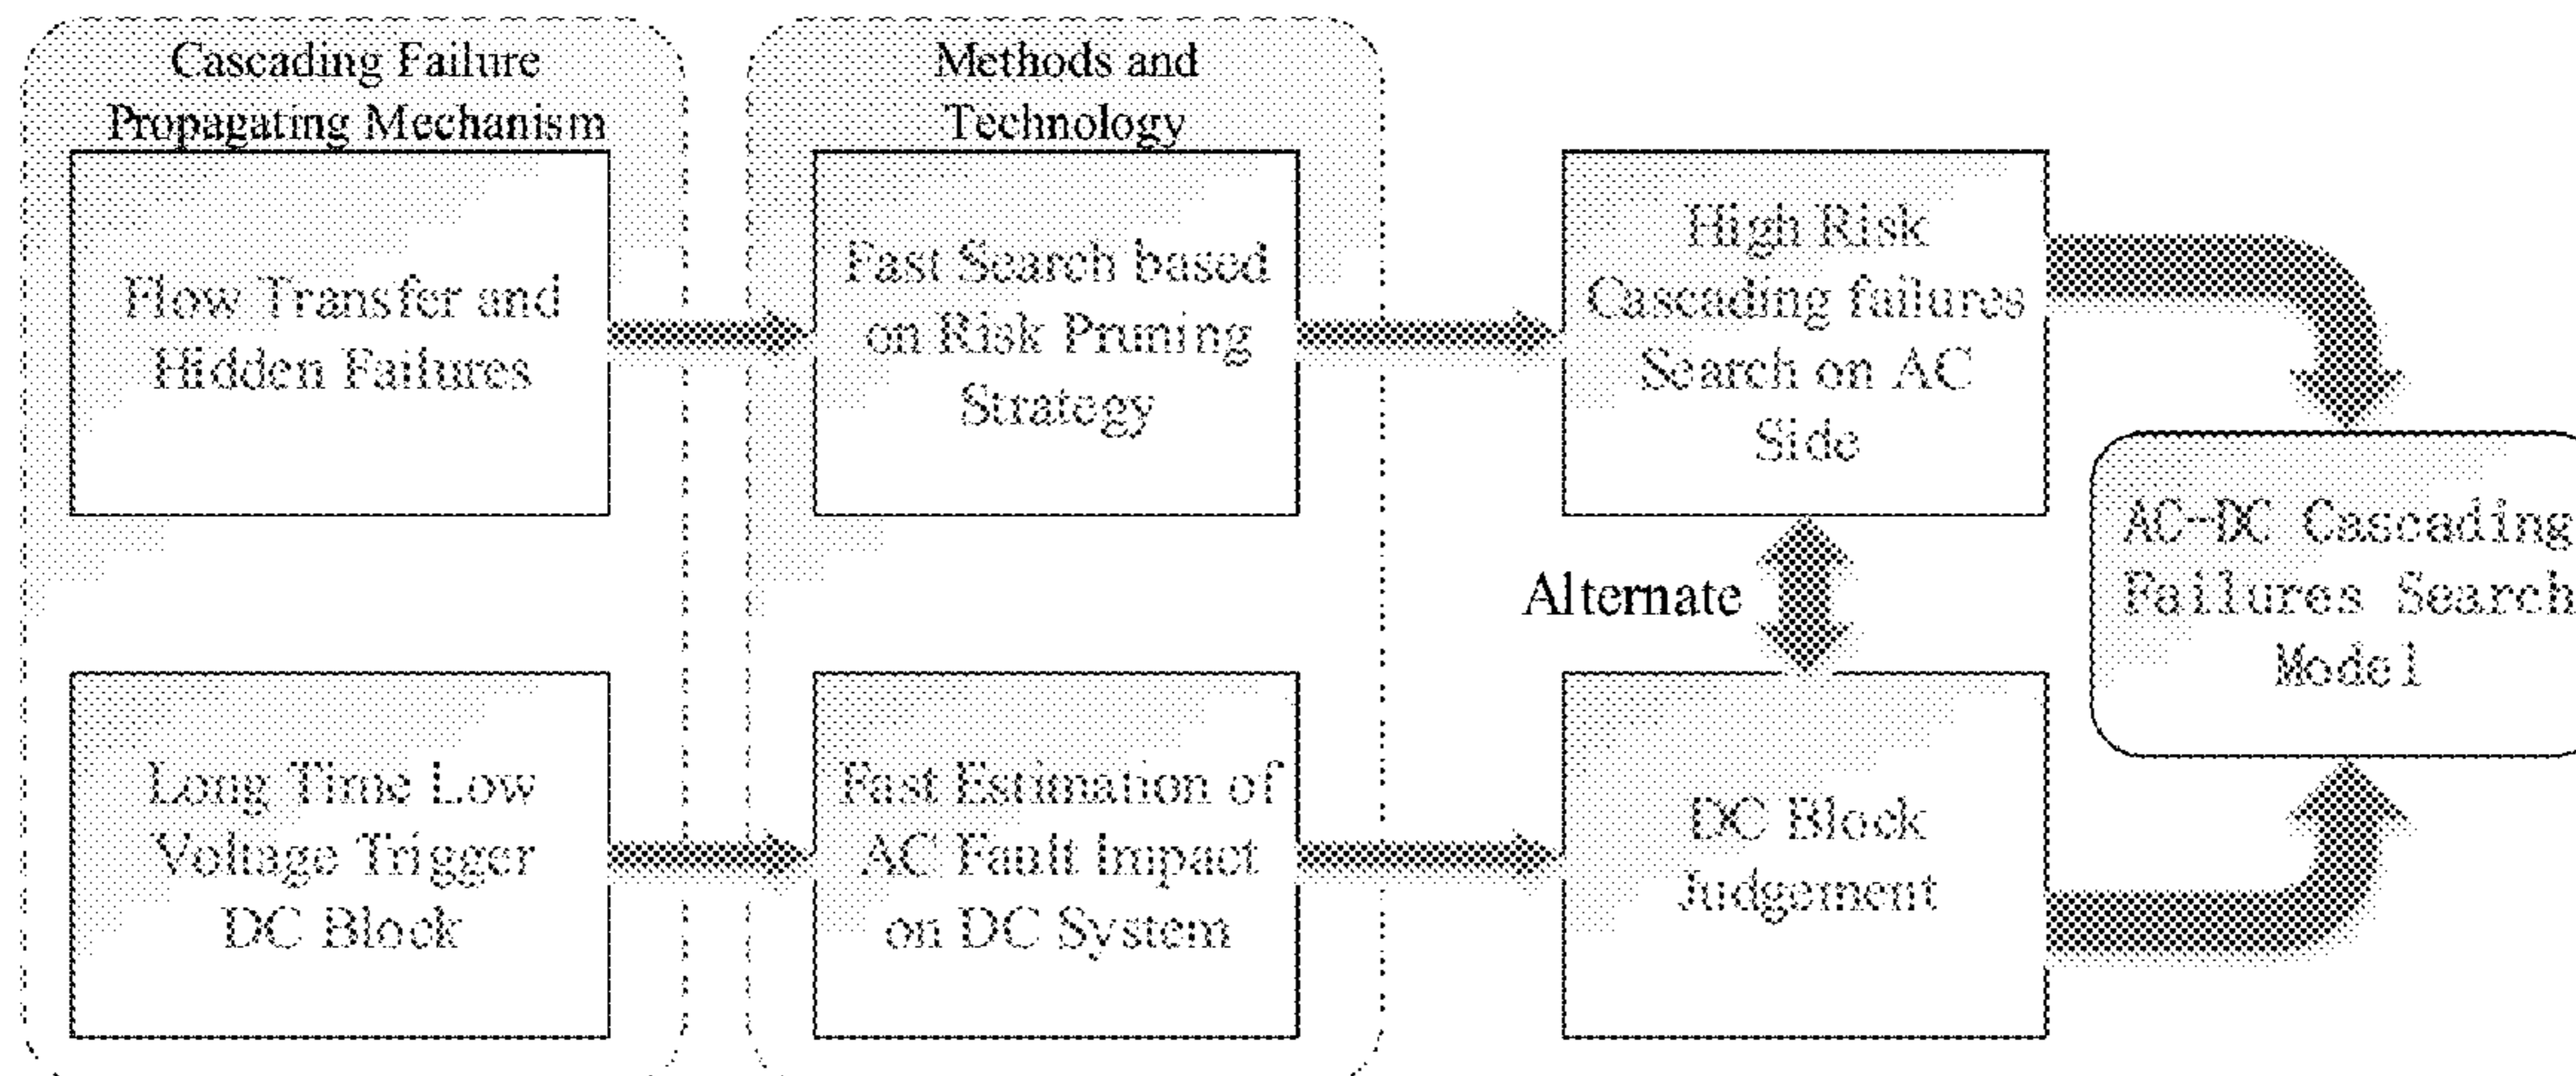 Cascading Failure
Propagating Mechanism
Flow Transfer and
Hidden Failures
Long Time Low
Voltage Trigger
DC Block
Methods and
Technology
Fast Search based
on Risk Pruning
Strategy
Fast Estimation of
AC Fault Impact
on DC System
High Risk
Cascading failures
Search on AC
Side
Alternate
DC Block
Judgement
AC-DC Cascading
Failures Search
Model